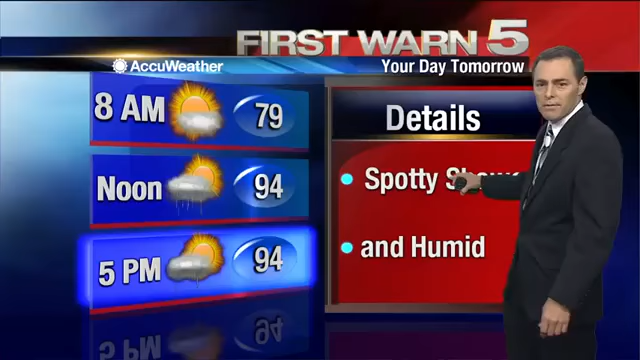 FIRST WARN 5
AccuWeather
Your Day Tomorrow
8 AM 79
Noon 94
5 PM 94
Details
Spotty
and Humid